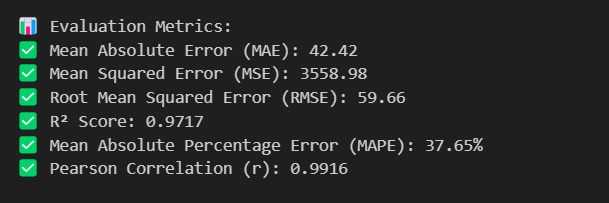 📊 Evaluation Metrics:
✅ Mean Absolute Error (MAE): 42.42
✅ Mean Squared Error (MSE): 3558.98
✅ Root Mean Squared Error (RMSE): 59.66
✅ R² Score: 0.9717
✅ Mean Absolute Percentage Error (MAPE): 37.65%
✅ Pearson Correlation (r): 0.9916